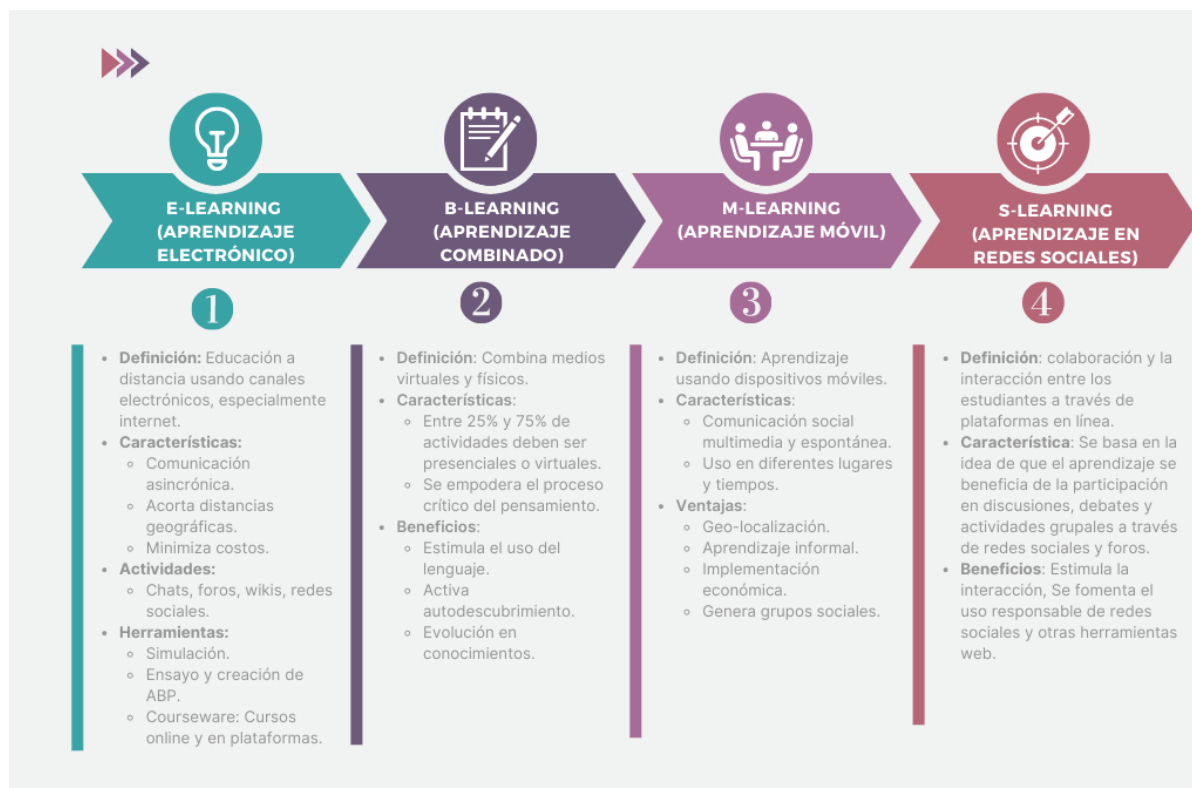 E-LEARNING
(APRENDIZAJE
ELECTRÓNICO)
1
• Definición: Educación a
distancia usando canales
electrónicos, especialmente
internet.
• Características:
◦ Comunicación
asincrónica.
◦ Acorta distancias
geográficas.
◦ Minimiza costos.
• Actividades:
◦ Chats, foros, wikis, redes
sociales.
• Herramientas:
◦ Simulación.
◦ Ensayo y creación de
ABP.
◦ Courseware: Cursos
online y en plataformas.
B-LEARNING
(APRENDIZAJE
COMBINADO)
2
• Definición: Combina medios
virtuales y físicos.
• Características:
◦ Entre 25% y 75% de
actividades deben ser
presenciales o virtuales.
◦ Se empodera el proceso
crítico del pensamiento.
• Beneficios:
◦ Estimula el uso del
lenguaje.
◦ Activa
autodescubrimiento.
◦ Evolución en
conocimientos.
M-LEARNING
(APRENDIZAJE MÓVIL)
3
• Definición: Aprendizaje
usando dispositivos móviles.
• Características:
◦ Comunicación social
multimedia y espontánea.
◦ Uso en diferentes lugares
y tiempos.
• Ventajas:
◦ Geo-localización.
◦ Aprendizaje informal.
◦ Implementación
económica.
◦ Genera grupos sociales.
S-LEARNING
(APRENDIZAJE EN
REDES SOCIALES)
4
• Definición: colaboración y la
interacción entre los
estudiantes a través de
plataformas en línea.
• Característica: Se basa en la
idea de que el aprendizaje se
beneficia de la participación
en discusiones, debates y
actividades grupales a través
de redes sociales y foros.
• Beneficios: Estimula la
interacción, Se fomenta el
uso responsable de redes
sociales y otras herramientas
web.